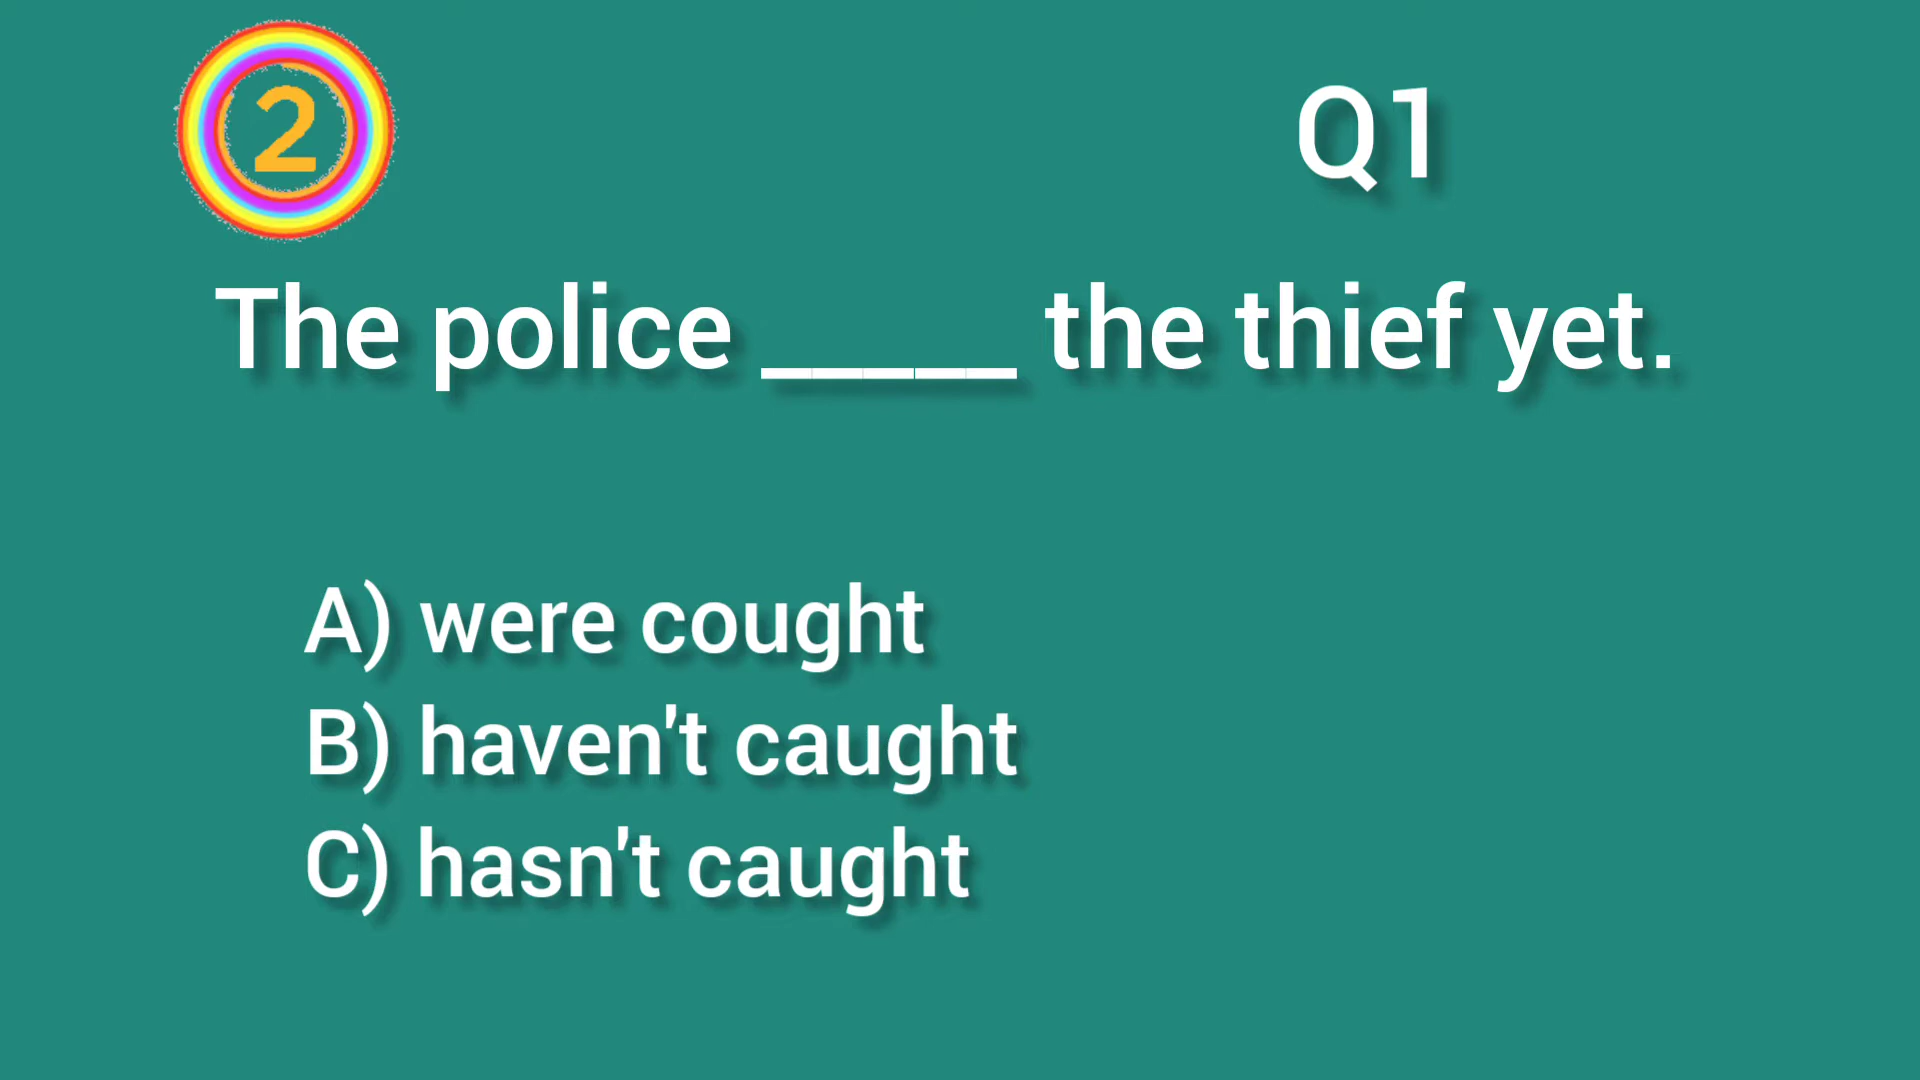 2
Q1
The police _____ the thief yet.
A) were cought
B) haven't caught
C) hasn't caught